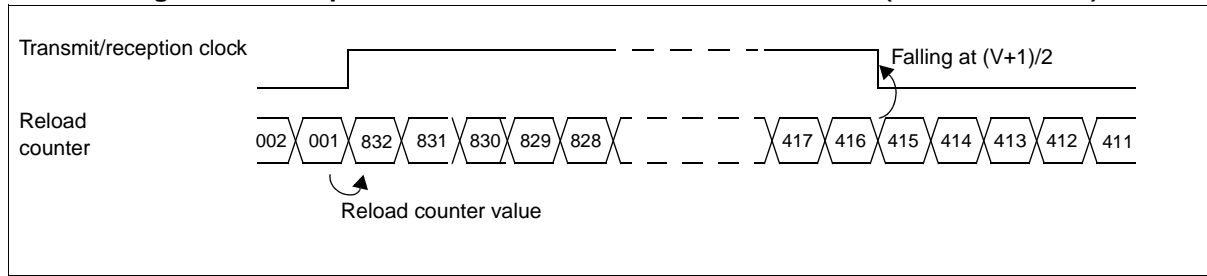 Transmit/reception clock
Falling at (V+1)/2
Reload
counter
002 001 832 831 830 829 828 417 416 415 414 413 412 411
Reload counter value